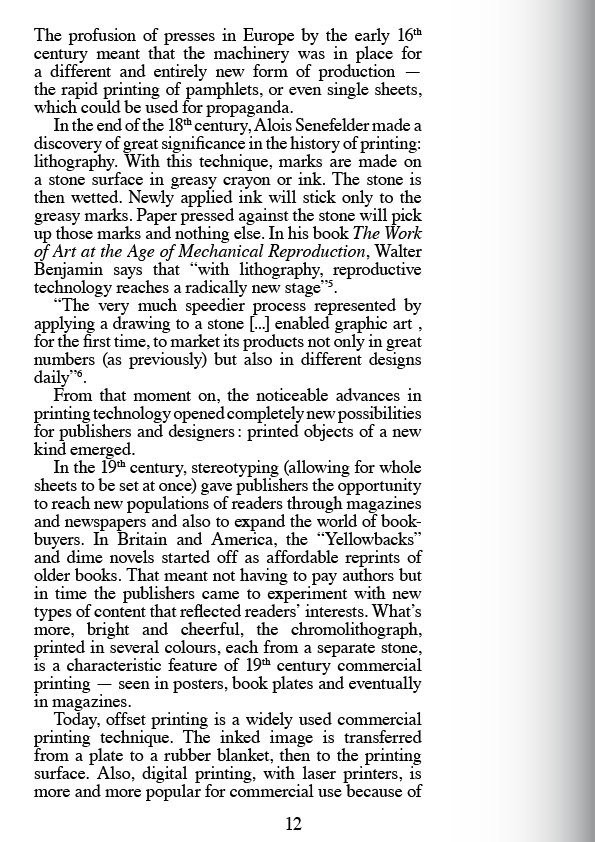 The profusion of presses in Europe by the early 16th
century meant that the machinery was in place for
a different and entirely new form of production —
the rapid printing of pamphlets, or even single sheets,
which could be used for propaganda.
In the end of the 18th century, Alois Senefelder made a
discovery of great significance in the history of printing:
lithography. With this technique, marks are made on
a stone surface in greasy crayon or ink. The stone is
then wetted. Newly applied ink will stick only to the
greasy marks. Paper pressed against the stone will pick
up those marks and nothing else. In his book The Work
of Art at the Age of Mechanical Reproduction, Walter
Benjamin says that “with lithography, reproductive
technology reaches a radically new stage”5.
“The very much speedier process represented by
applying a drawing to a stone [...] enabled graphic art ,
for the first time, to market its products not only in great
numbers (as previously) but also in different designs
daily”6.
From that moment on, the noticeable advances in
printing technology opened completely new possibilities
for publishers and designers : printed objects of a new
kind emerged.
In the 19th century, stereotyping (allowing for whole
sheets to be set at once) gave publishers the opportunity
to reach new populations of readers through magazines
and newspapers and also to expand the world of book-
buyers. In Britain and America, the “Yellowbacks”
and dime novels started off as affordable reprints of
older books. That meant not having to pay authors but
in time the publishers came to experiment with new
types of content that reflected readers’ interests. What’s
more, bright and cheerful, the chromolithograph,
printed in several colours, each from a separate stone,
is a characteristic feature of 19th century commercial
printing — seen in posters, book plates and eventually
in magazines.
Today, offset printing is a widely used commercial
printing technique. The inked image is transferred
from a plate to a rubber blanket, then to the printing
surface. Also, digital printing, with laser printers, is
more and more popular for commercial use because of
12